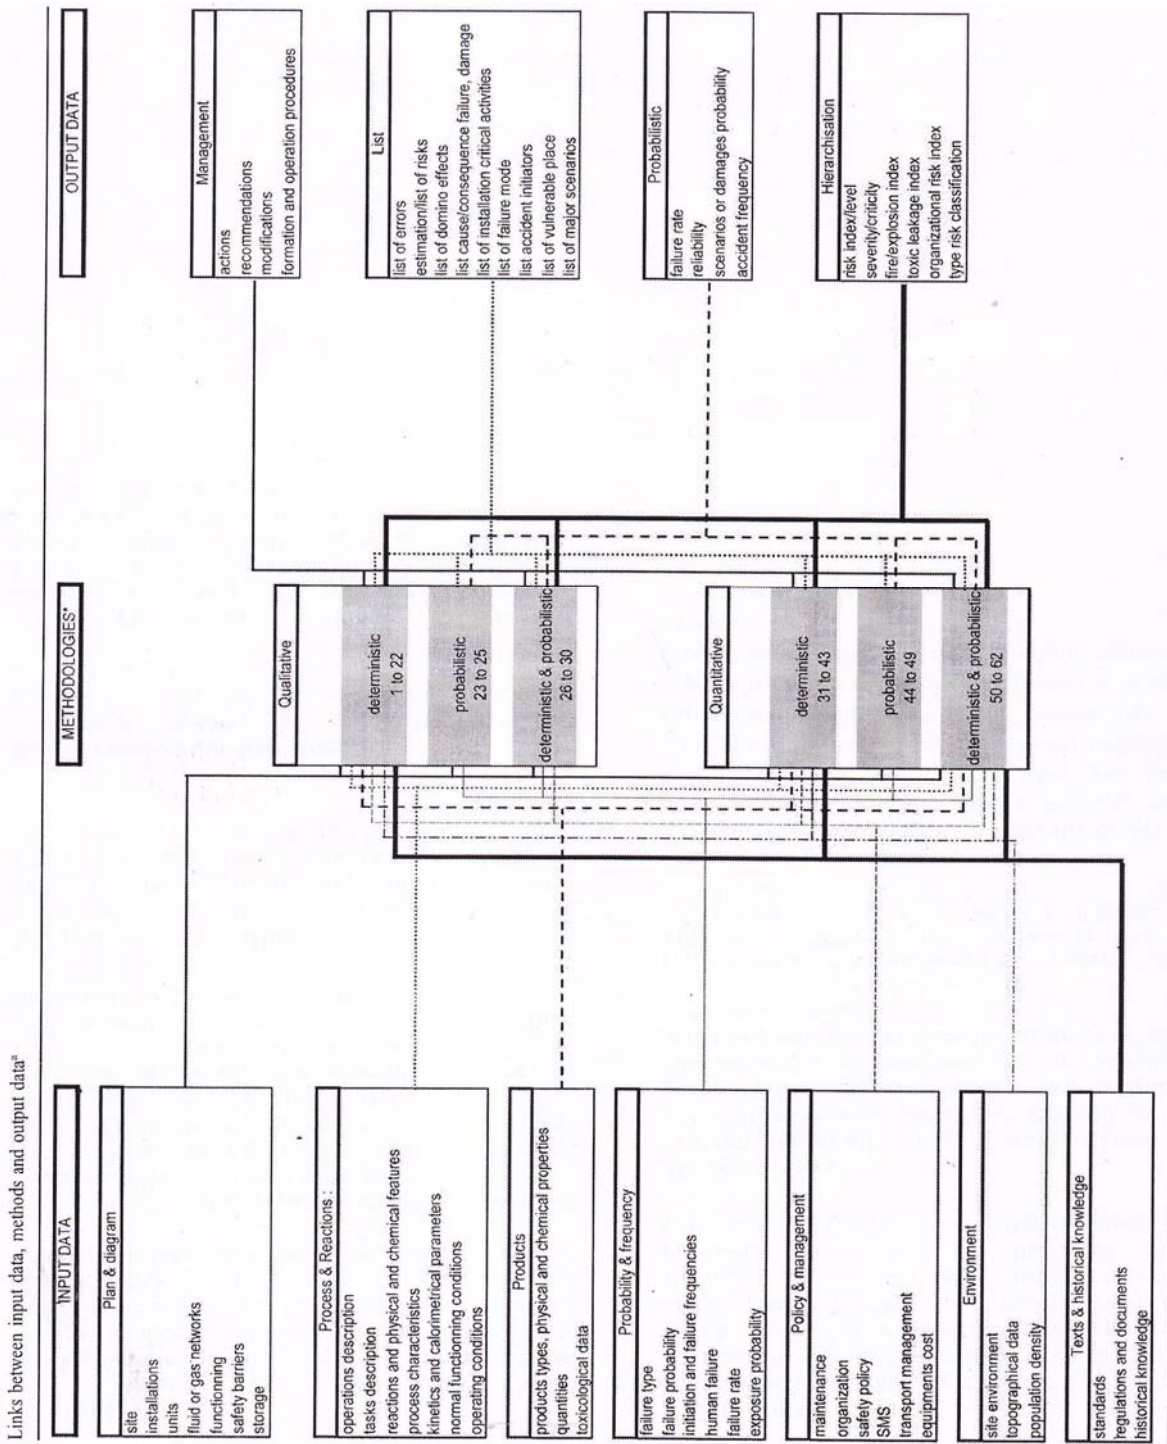 Links between input data, methods and output dataª
INPUT DATA
Plan & diagram
site
installations
units
fluid or gas networks
functionning
safety barriers
storage
Process & Reactions :
operations description
tasks description
reactions and physical and chemical features
process characteristics
kinetics and calorimetrical parameters
normal functionning conditions
operating conditions
Products
products types, physical and chemical properties
quantities
toxicological data
Probability & frequency
failure type
failure probability
initiation and failure frequencies
human failure
failure rate
exposure probability
Policy & management
maintenance
organization
safety policy
SMS
transport management
equipments cost
Environment
site environment
topographical data
population density
Texts & historical knowledge
standards
regulations and documents
historical knowledge
METHODOLOGIES*
Qualitative
deterministic
1 to 22
probabilistic
23 to 25
deterministic & probabilistic
26 to 30
Quantitative
deterministic
31 to 43
probabilistic
44 to 49
deterministic & probabilistic
50 to 62
OUTPUT DATA
Management
actions
recommendations
modifications
formation and operation procedures
List
list of errors
estimation/list of risks
list of domino effects
list cause/consequence failure, damage
list of installation critical activities
list of failure mode
list accident initiators
list of vulnerable place
list of major scenarios
Probabilistic
failure rate
reliability
scenarios or damages probability
accident frequency
Hierarchisation
risk index/level
severity/criticity
fire/explosion index
toxic leakage index
organizational risk index
type risk classification